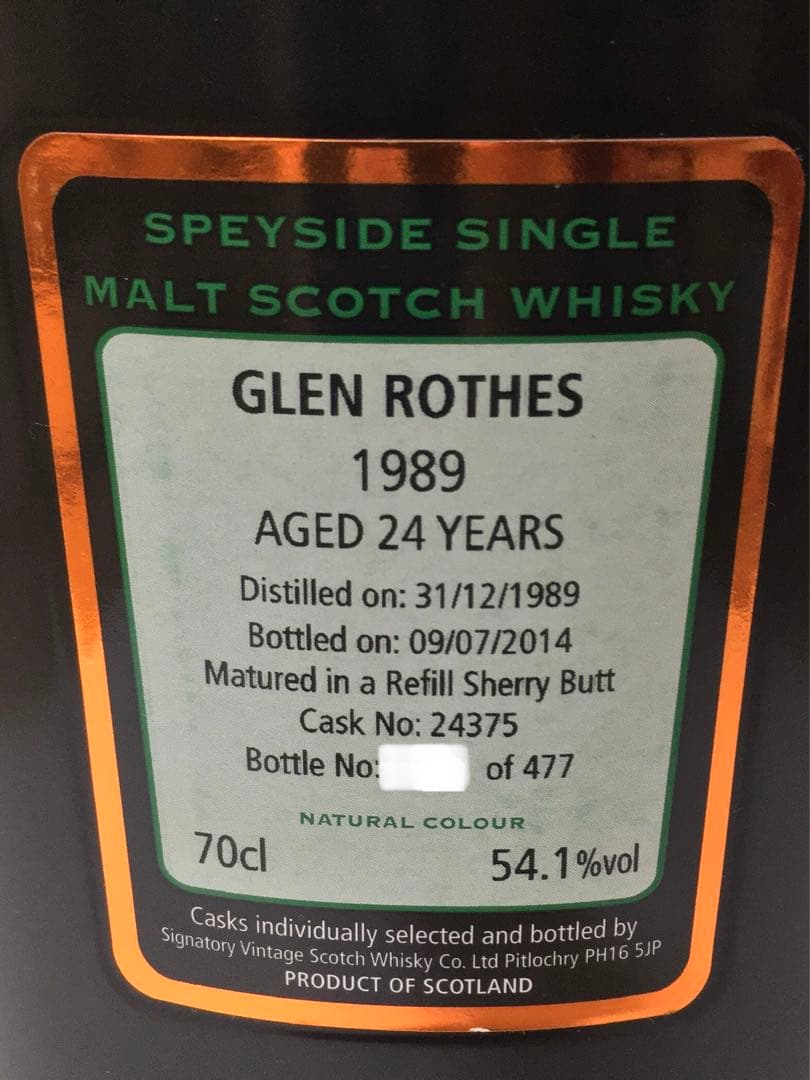 SPEYSIDE SINGLE
MALT SCOTCH WHISKY
GLEN ROTHES
1989
AGED 24 YEARS
Distilled on: 31/12/1989
Bottled on: 09/07/2014
Matured in a Refill Sherry Butt
Cask No: 24375
Bottle No: of 477
NATURAL COLOUR
70cl 54.1%vol
Casks individually selected and bottled by
Signatory Vintage Scotch Whisky Co. Ltd Pitlochry PH16 5JP
PRODUCT OF SCOTLAND